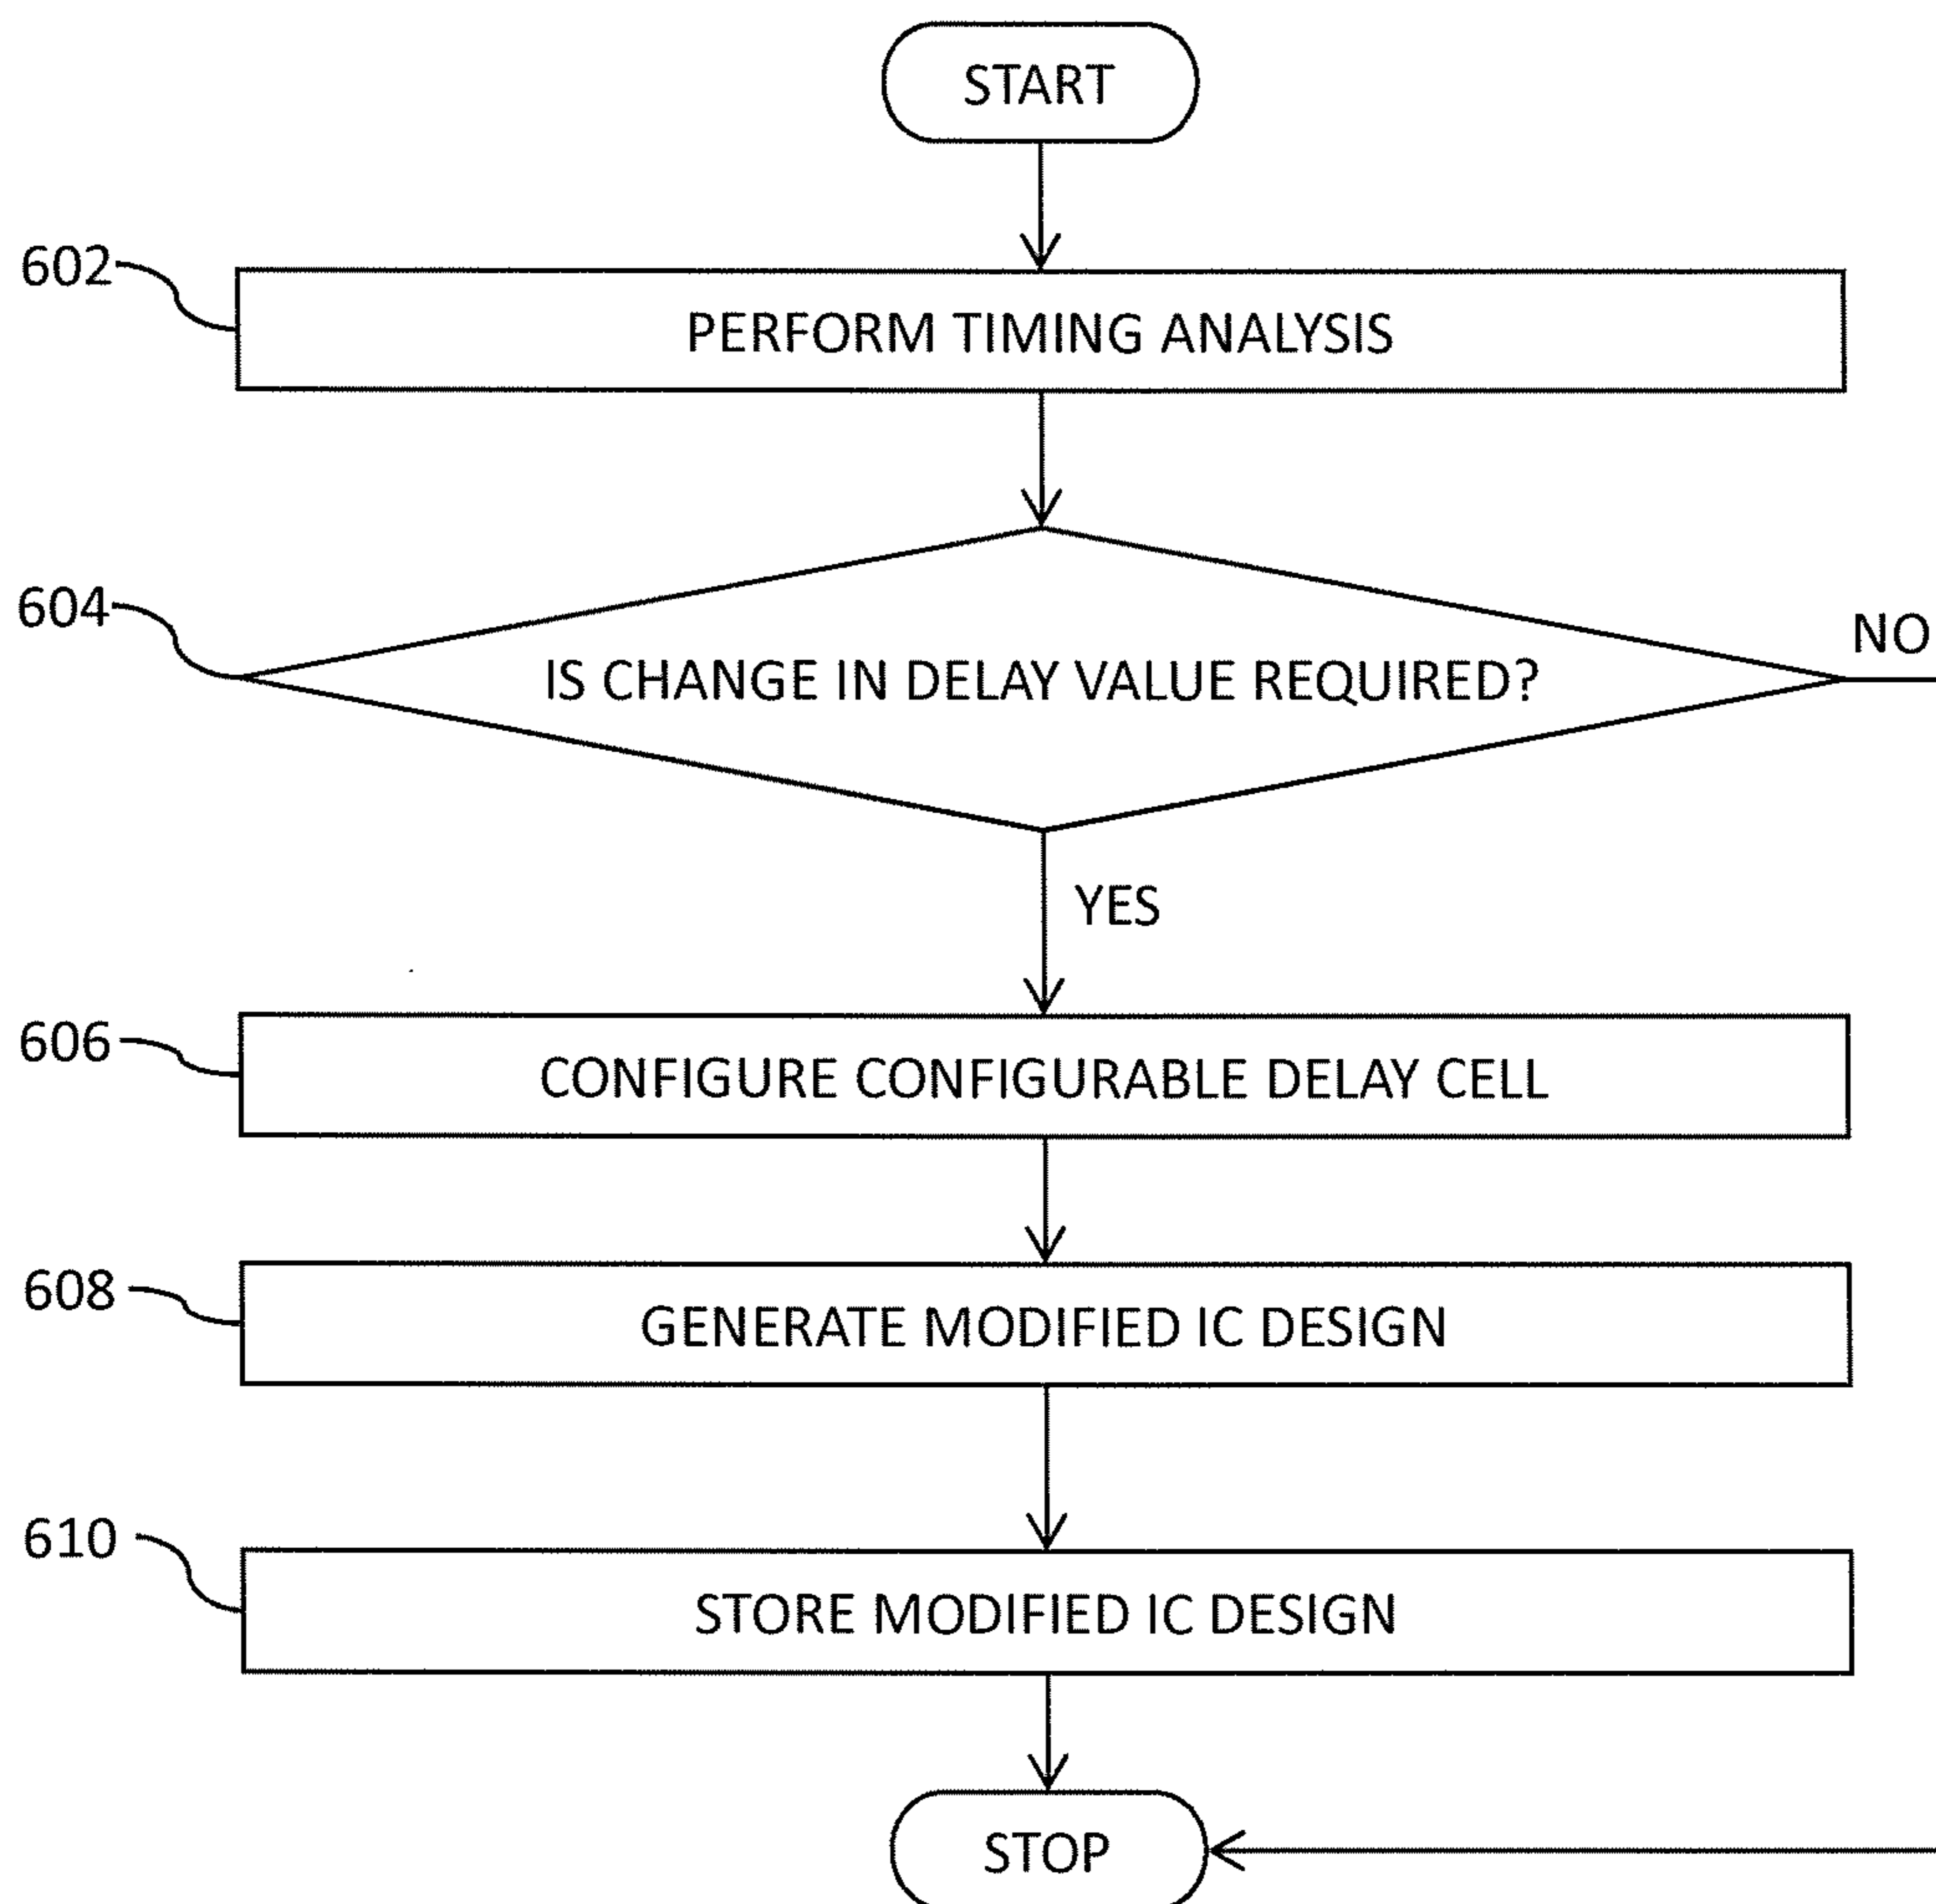 START
602
PERFORM TIMING ANALYSIS
604
IS CHANGE IN DELAY VALUE REQUIRED?
NO
YES
606
CONFIGURE CONFIGURABLE DELAY CELL
608
GENERATE MODIFIED IC DESIGN
610
STORE MODIFIED IC DESIGN
STOP